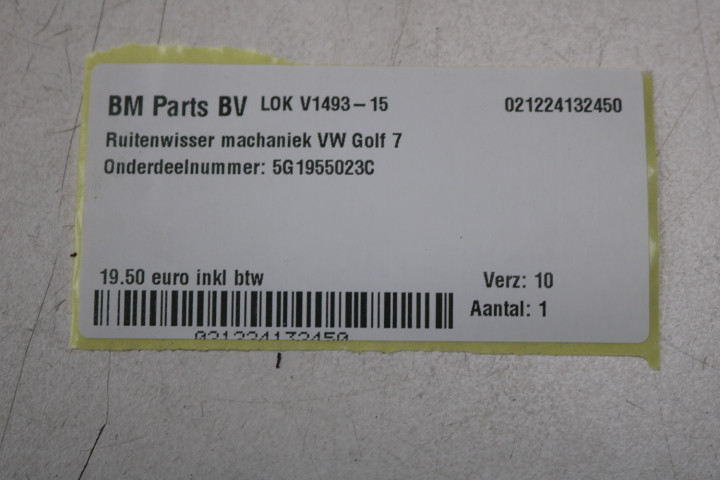 BM Parts BV LOK V1493-15 021224132450
Ruitenwisser machaniek VW Golf 7
Onderdeelnummer: 5G1955023C
19.50 euro inkl btw Verz: 10
Aantal: 1
021224132450